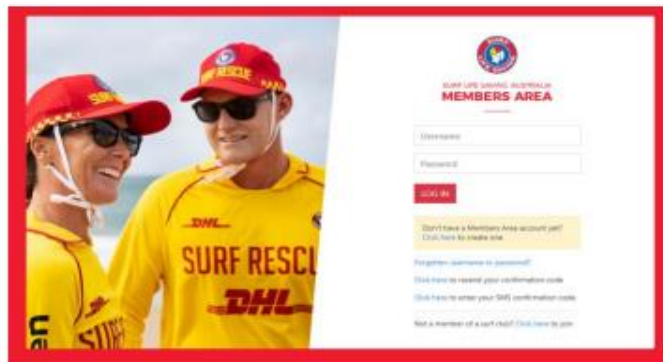 SURF RESCUE
SURF
DHL
SURF RESCU
DHL
SURF
SURF LIFE SAVING AUSTRALIA
MEMBERS AREA
Username
Password
LOG IN
Don't have a Members Area account yet?
Click here to create one
Forgotten username or password?
Click here to resend your confirmation code
Click here to enter your SMS confirmation code
Not a member of a surf club? Click here to join